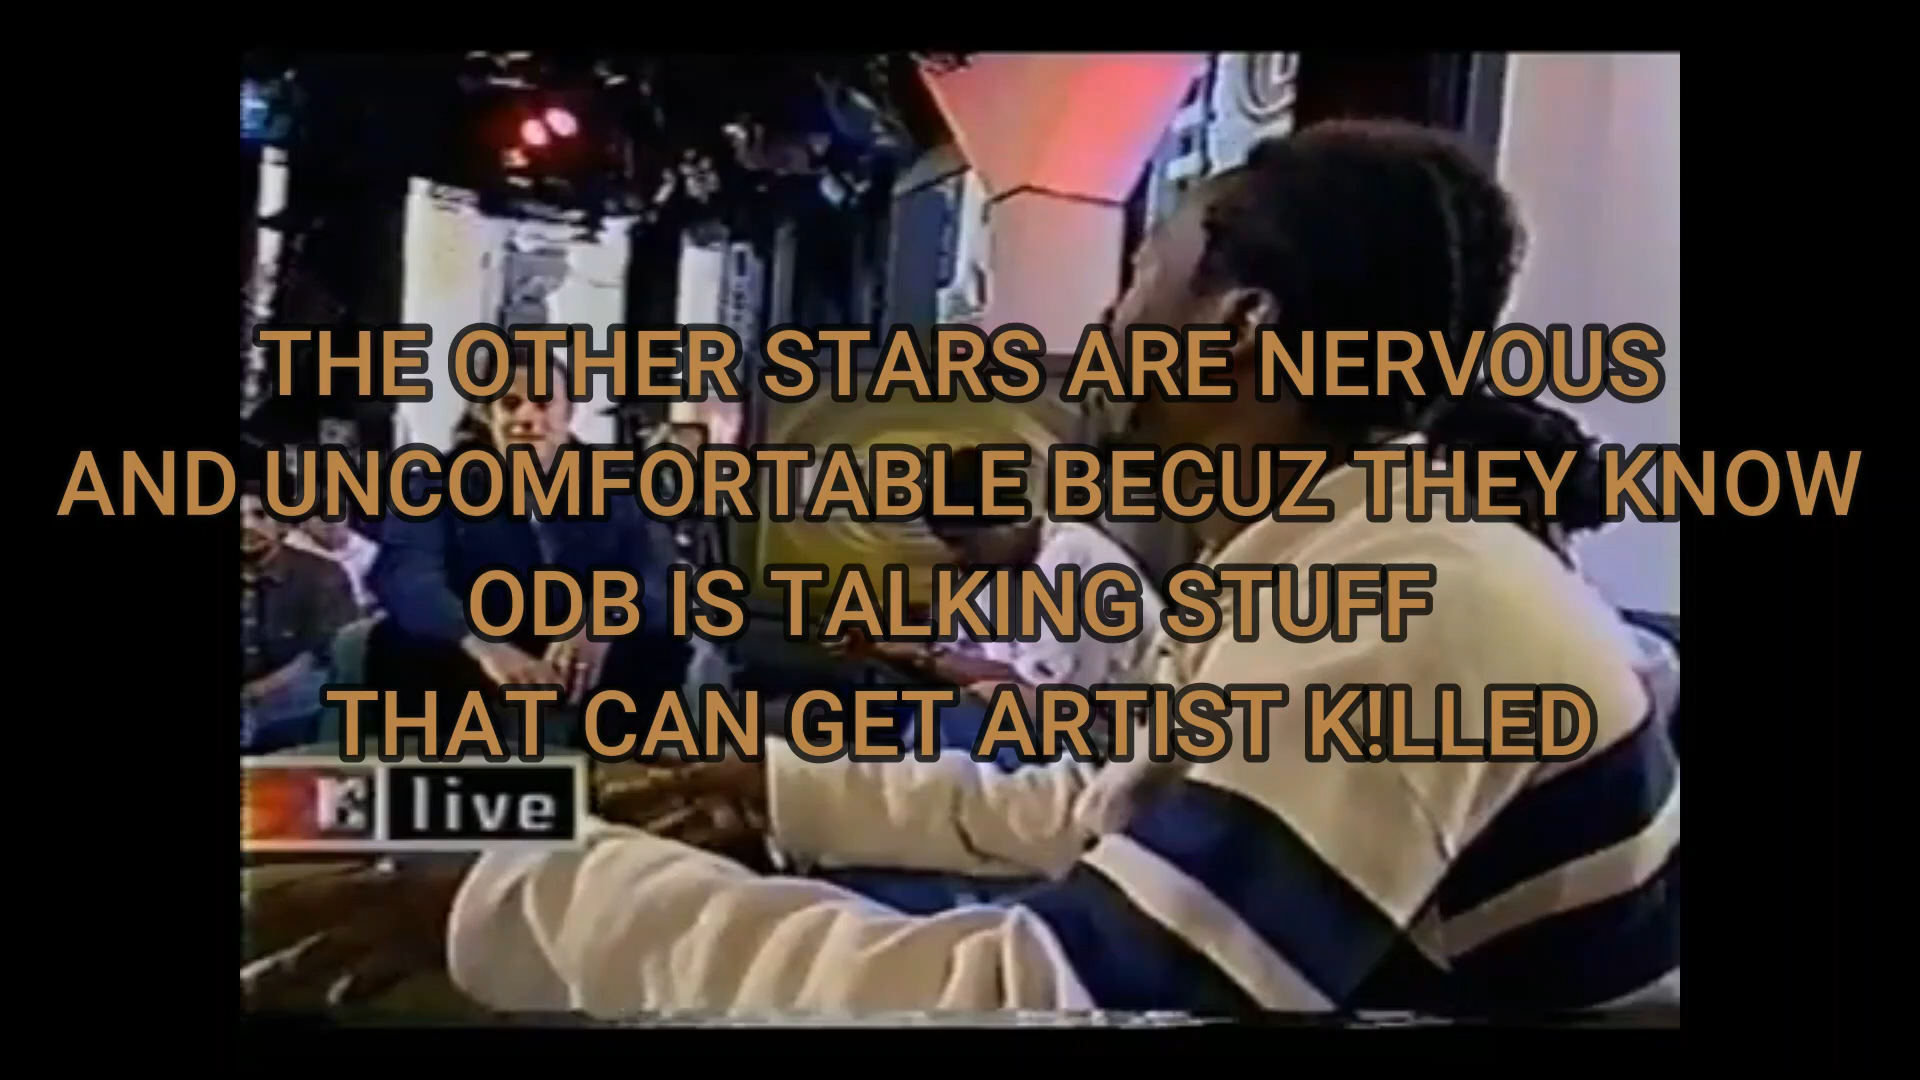 THE OTHER STARS ARE NERVOUS
AND UNCOMFORTABLE BECUZ THEY KNOW
ODB IS TALKING STUFF
THAT CAN GET ARTIST K!LLED
live